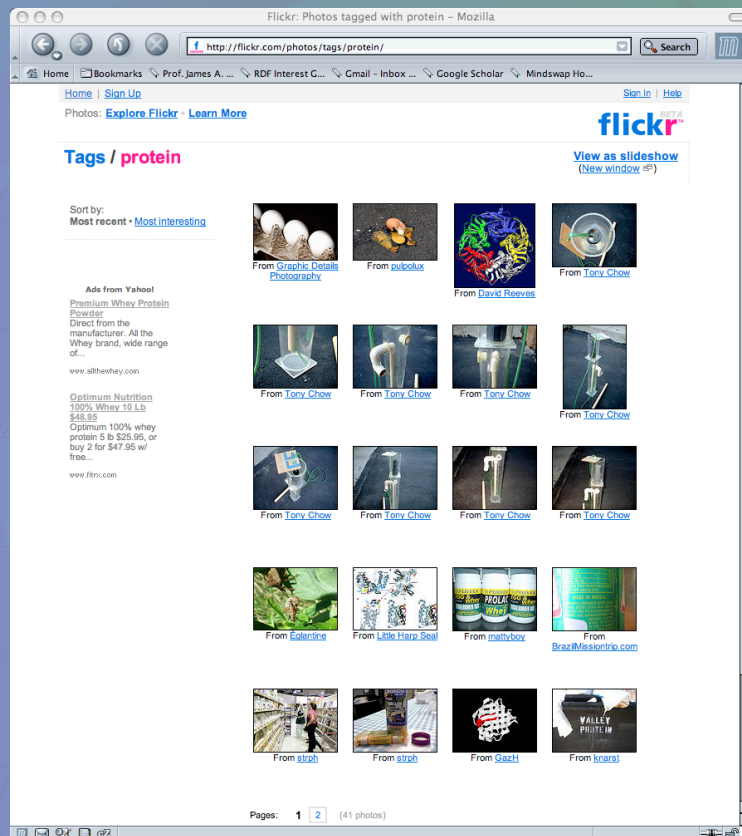 Flickr: Photos tagged with protein – Mozilla
http://flickr.com/photos/tags/protein/
Search
Home Bookmarks Prof. James A. ... RDF Interest G... Gmail – Inbox ... Google Scholar Mindswap Ho...
Home | Sign Up
Sign In | Help
Photos: Explore Flickr • Learn More
flickr BETA
Tags / protein
View as slideshow
(New window)
Sort by:
Most recent • Most interesting
From Graphic Details Photography
From pulpolux
From David Reeves
From Tony Chow
Ads from Yahoo!
Premium Whey Protein
Powder
Direct from the
manufacturer. All the
Whey brand, wide range
of...
www.allthewhey.com
Optimum Nutrition
100% Whey 10 Lb
$48.95
Optimum 100% whey
protein 5 lb $25.95, or
buy 2 for $47.95 w/
free...
www.fitrx.com
From Tony Chow
From Tony Chow
From Tony Chow
From Tony Chow
From Tony Chow
From Tony Chow
From Tony Chow
From Tony Chow
PROLAC
Whey
From Églantine
From Little Harp Seal
From mattyboy
From
BrazilMissiontrip.com
VALLEY
PROTEIN
From strph
From strph
From GazH
From knarst
Pages: 1 2 (41 photos)